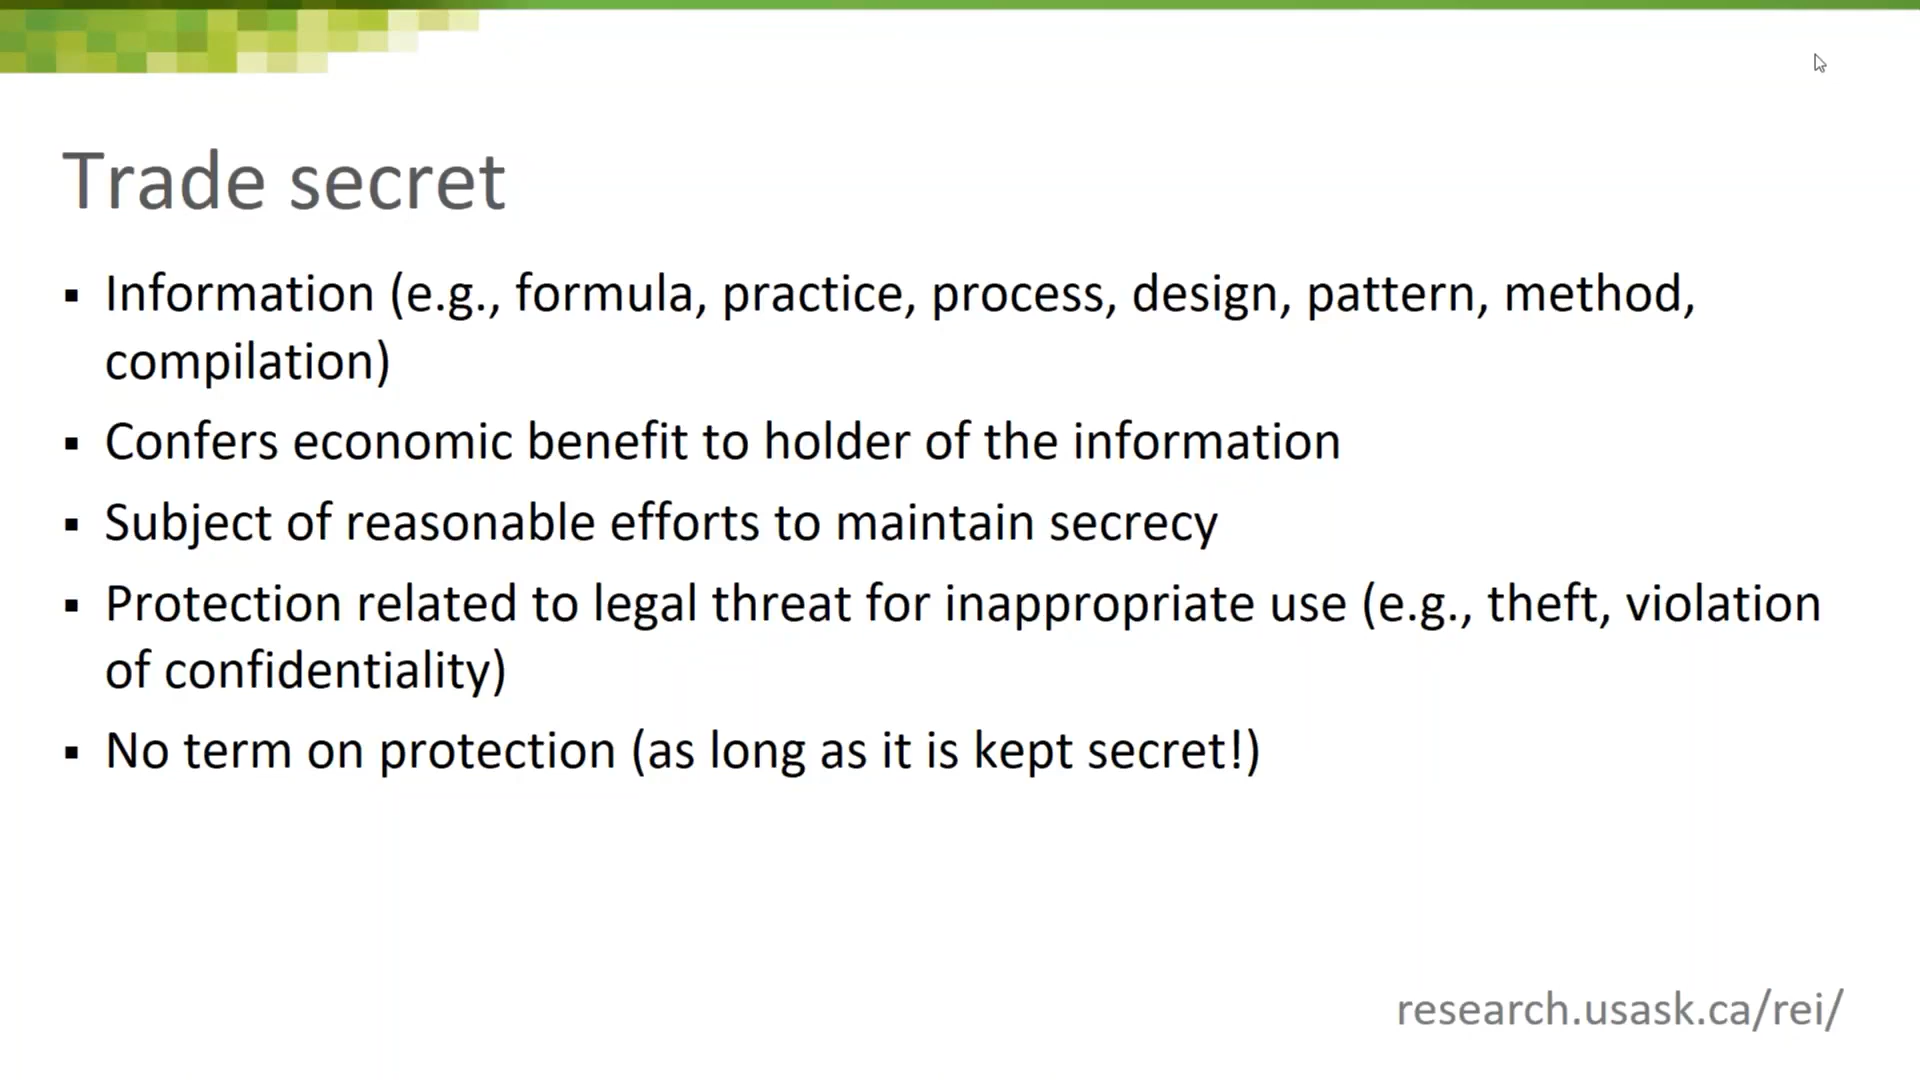 Trade secret
▪ Information (e.g., formula, practice, process, design, pattern, method,
compilation)
▪ Confers economic benefit to holder of the information
▪ Subject of reasonable efforts to maintain secrecy
▪ Protection related to legal threat for inappropriate use (e.g., theft, violation
of confidentiality)
▪ No term on protection (as long as it is kept secret!)
research.usask.ca/rei/